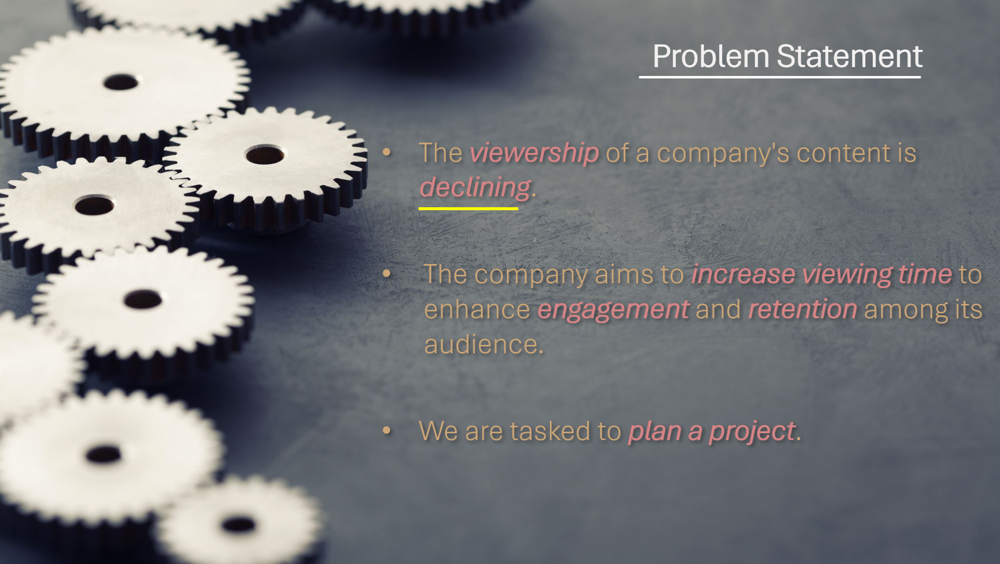 Problem Statement
• The viewership of a company's content is
declining.
• The company aims to increase viewing time to
enhance engagement and retention among its
audience.
• We are tasked to plan a project.